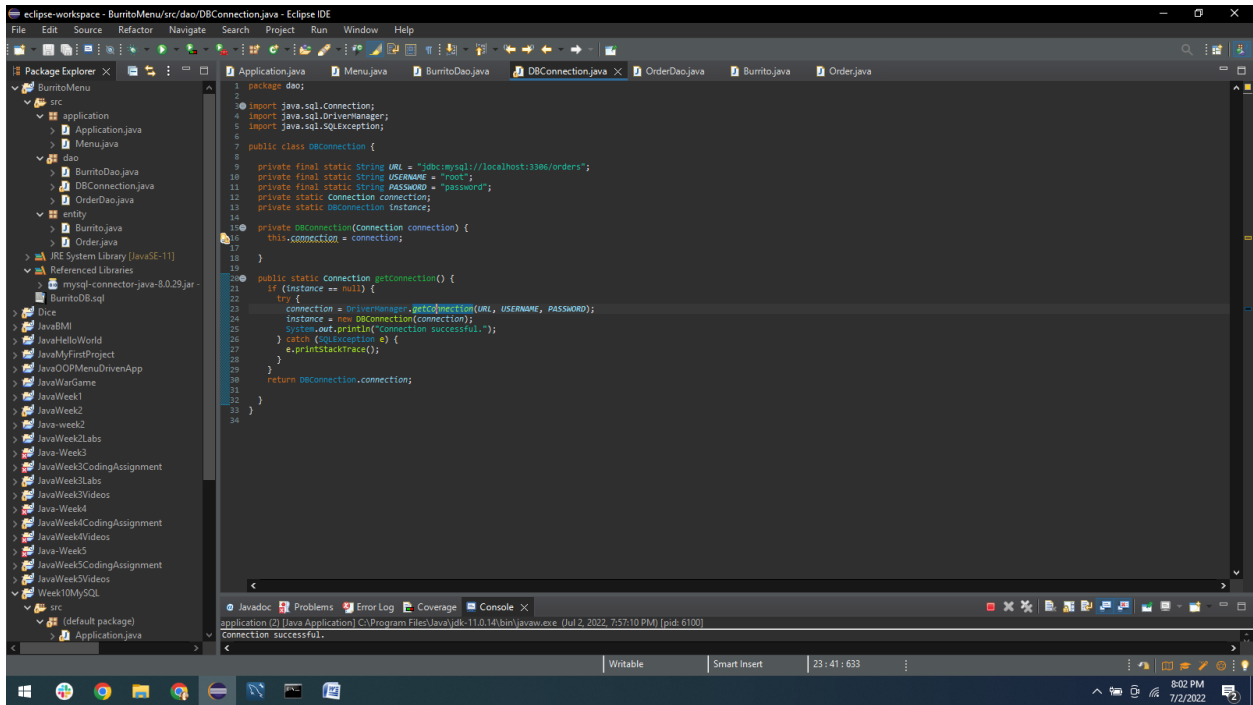 eclipse-workspace - BurritoMenu/src/dao/DBConnection.java - Eclipse IDE
File Edit Source Refactor Navigate Search Project Run Window Help
Package Explorer
Application.java Menu.java BurritoDao.java DBConnection.java OrderDao.java Burrito.java Order.java
BurritoMenu
src
application
Application.java
Menu.java
dao
BurritoDao.java
DBConnection.java
OrderDao.java
entity
Burrito.java
Order.java
JRE System Library [JavaSE-11]
Referenced Libraries
mysql-connector-java-8.0.29.jar -
BurritoDB.sql
Dice
JavaBMI
JavaHelloWorld
JavaMyFirstProject
JavaOOPMenuDrivenApp
JavaWarGame
JavaWeek1
JavaWeek2
Java-week2
JavaWeek2Labs
Java-Week3
JavaWeek3CodingAssignment
JavaWeek3Labs
JavaWeek3Videos
Java-Week4
JavaWeek4CodingAssignment
JavaWeek4Videos
Java-Week5
JavaWeek5CodingAssignment
JavaWeek5Videos
Week10MySQL
src
(default package)
Application.java
1 package dao;
2
3 import java.sql.Connection;
4 import java.sql.DriverManager;
5 import java.sql.SQLException;
6
7 public class DBConnection {
8
9 private final static String URL = "jdbc:mysql://localhost:3306/orders";
10 private final static String USERNAME = "root";
11 private final static String PASSWORD = "password";
12 private static Connection connection;
13 private static DBConnection instance;
14
15 private DBConnection(Connection connection) {
16 this.connection = connection;
17
18 }
19
20 public static Connection getConnection() {
21 if (instance == null) {
22 try {
23 connection = DriverManager.getConnection(URL, USERNAME, PASSWORD);
24 instance = new DBConnection(connection);
25 System.out.println("Connection successful.");
26 } catch (SQLException e) {
27 e.printStackTrace();
28 }
29 }
30 return DBConnection.connection;
31
32 }
33 }
34
Javadoc Problems Error Log Coverage Console
application (2) [Java Application] C:\Program Files\Java\jdk-11.0.14\bin\javaw.exe (Jul 2, 2022, 7:57:10 PM) [pid: 6100]
Connection successful.
Writable Smart Insert 23 : 41 : 633
8:02 PM
7/2/2022
2